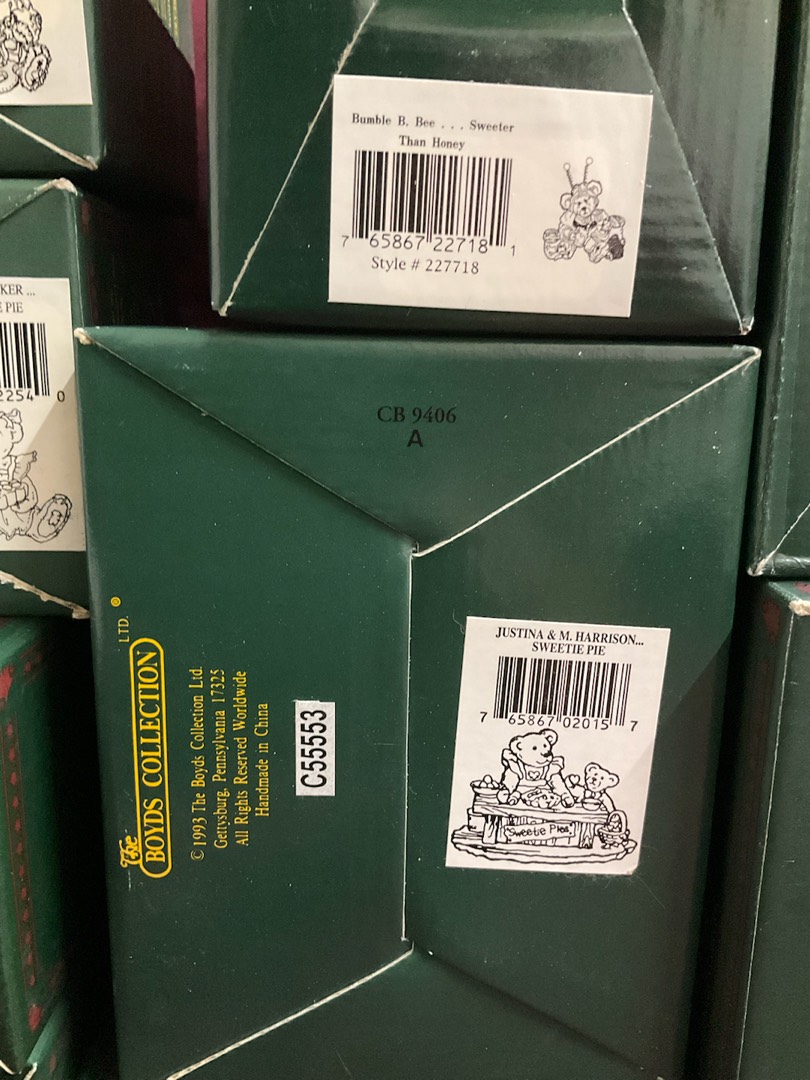 Bumble B. Bee . . . Sweeter
Than Honey
7 65867 22718 1
Style # 227718
KER ...
E PIE
2254 0
CB 9406
A
The
BOYDS COLLECTION
LTD. ®
© 1993 The Boyds Collection Ltd.
Gettysburg, Pennsylvania 17325
All Rights Reserved Worldwide
Handmade in China
C55553
JUSTINA & M. HARRISON...
SWEETIE PIE
7 65867 02015 7
"Sweetie Pies"